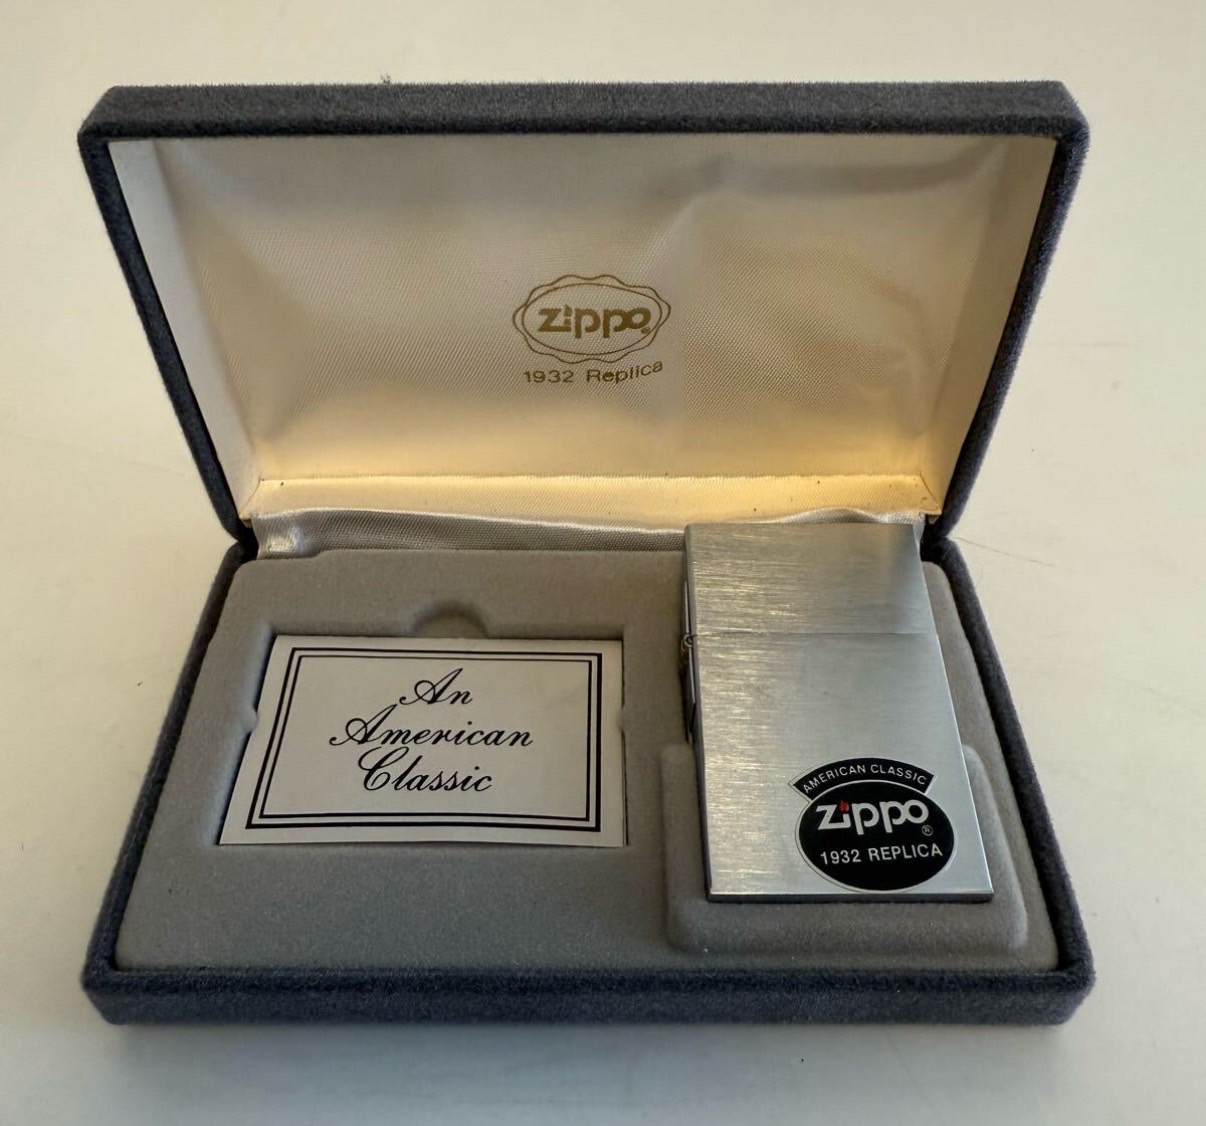 zippo
1932 Replica
An
American
Classic
AMERICAN CLASSIC
zippo®
1932 REPLICA